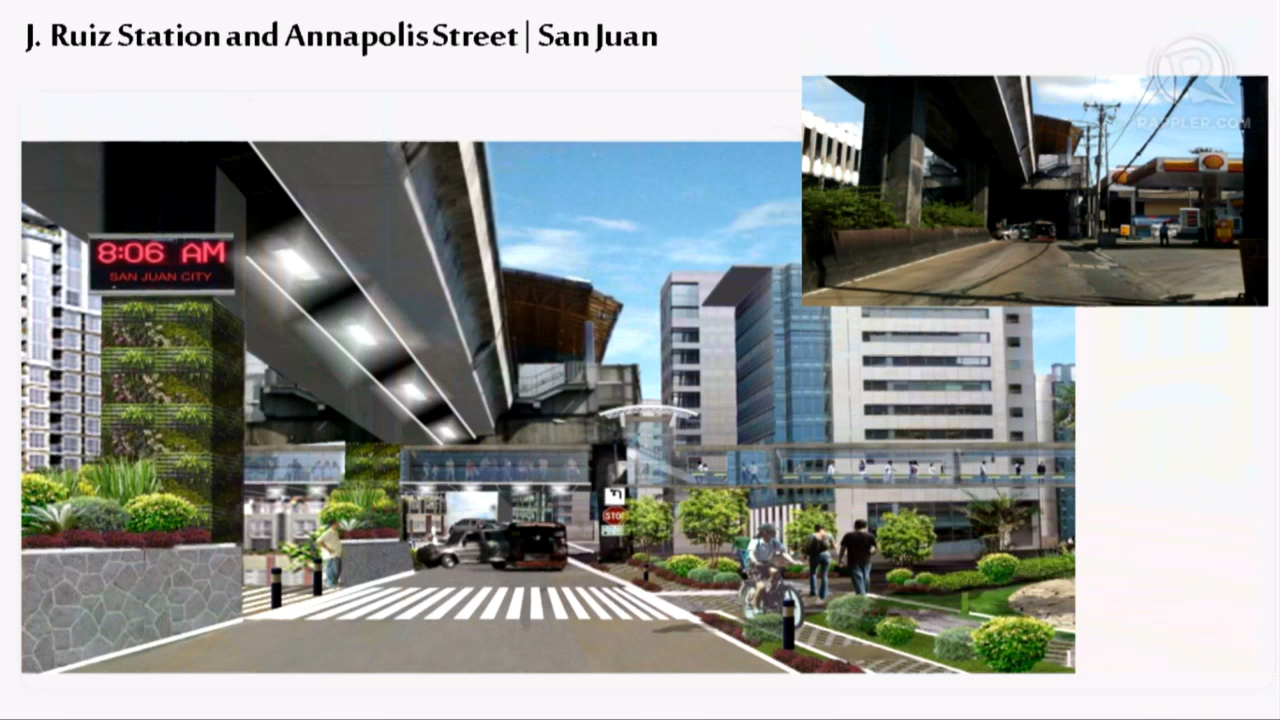 J. Ruiz Station and Annapolis Street | San Juan
RAPPLER.COM
8:06 AM
SAN JUAN CITY
STOP